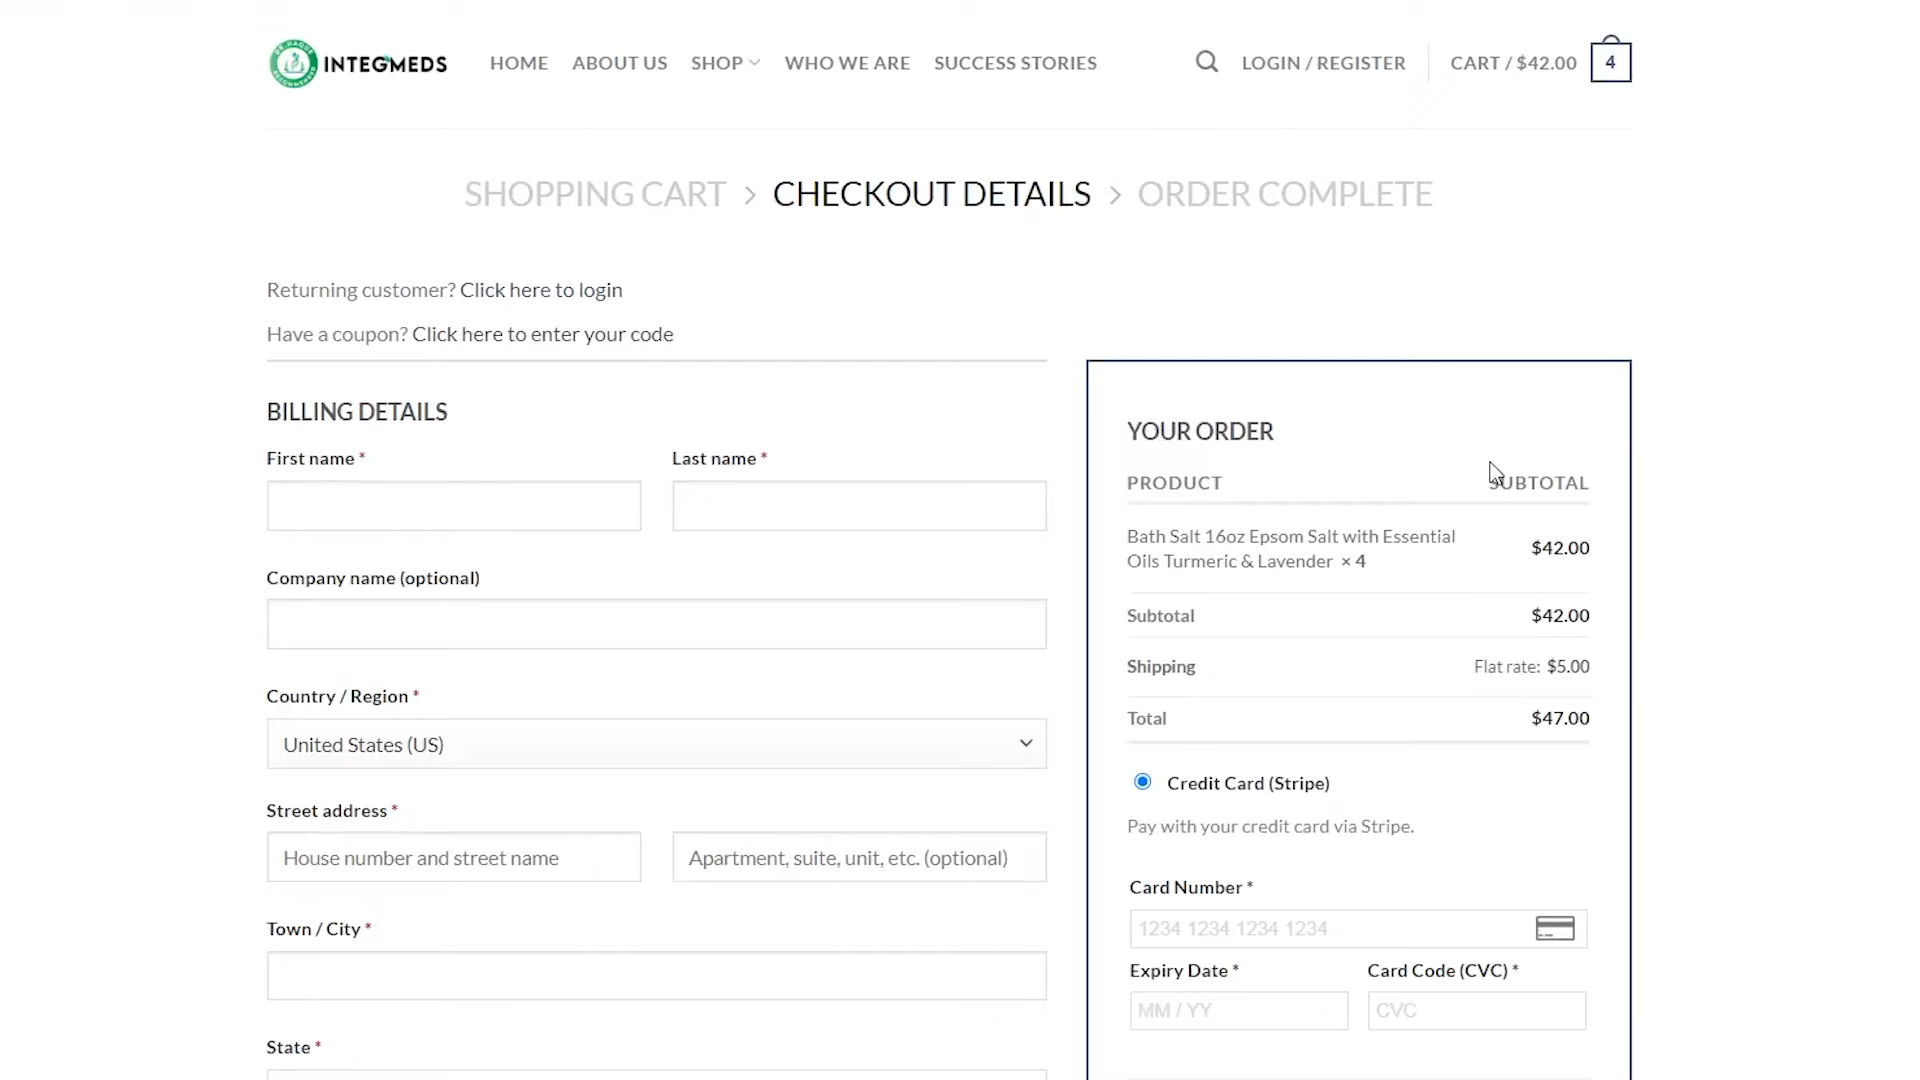 INTEGMEDS
HOME
ABOUT US
SHOP
WHO WE ARE
SUCCESS STORIES
LOGIN / REGISTER
CART / $42.00
4
SHOPPING CART > CHECKOUT DETAILS > ORDER COMPLETE
Returning customer? Click here to login
Have a coupon? Click here to enter your code
BILLING DETAILS
First name *
Last name *
Company name (optional)
Country / Region *
United States (US)
Street address *
House number and street name
Apartment, suite, unit, etc. (optional)
Town / City *
State *
YOUR ORDER
PRODUCT
SUBTOTAL
Bath Salt 16oz Epsom Salt with Essential
Oils Turmeric & Lavender × 4
$42.00
Subtotal
$42.00
Shipping
Flat rate: $5.00
Total
$47.00
Credit Card (Stripe)
Pay with your credit card via Stripe.
Card Number *
1234 1234 1234 1234
Expiry Date *
Card Code (CVC) *
MM / YY
CVC